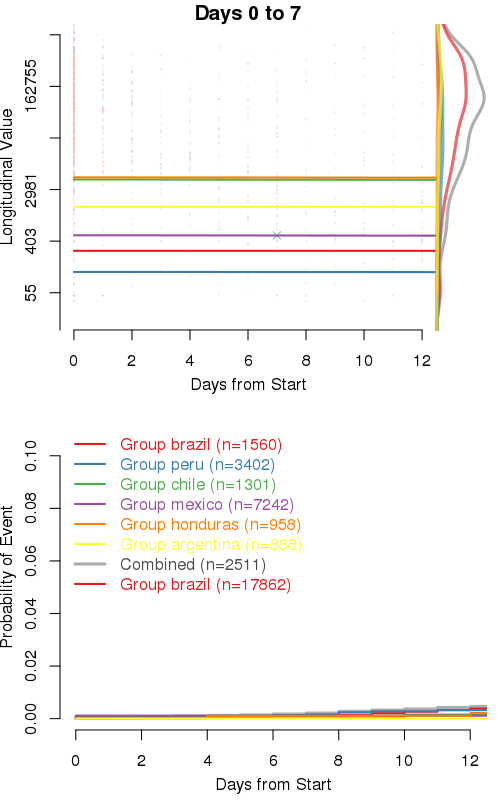 Days 0 to 7
Longitudinal Value
162755
2981
403
55
0 2 4 6 8 10 12
Days from Start
Group brazil (n=1560)
Group peru (n=3402)
Group chile (n=1301)
Group mexico (n=7242)
Group honduras (n=958)
Group argentina (n=888)
Combined (n=2511)
Group brazil (n=17862)
Probability of Event
0.10
0.08
0.06
0.04
0.02
0.00
0 2 4 6 8 10 12
Days from Start